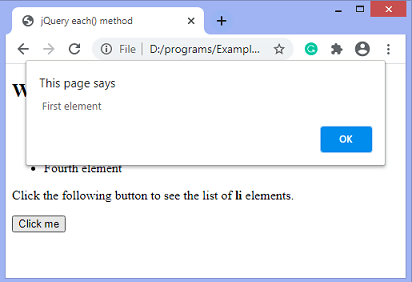 jQuery each() method
File | D:/programs/Exampl...
W
This page says
First element
OK
Fourth element
Click the following button to see the list of li elements.
Click me